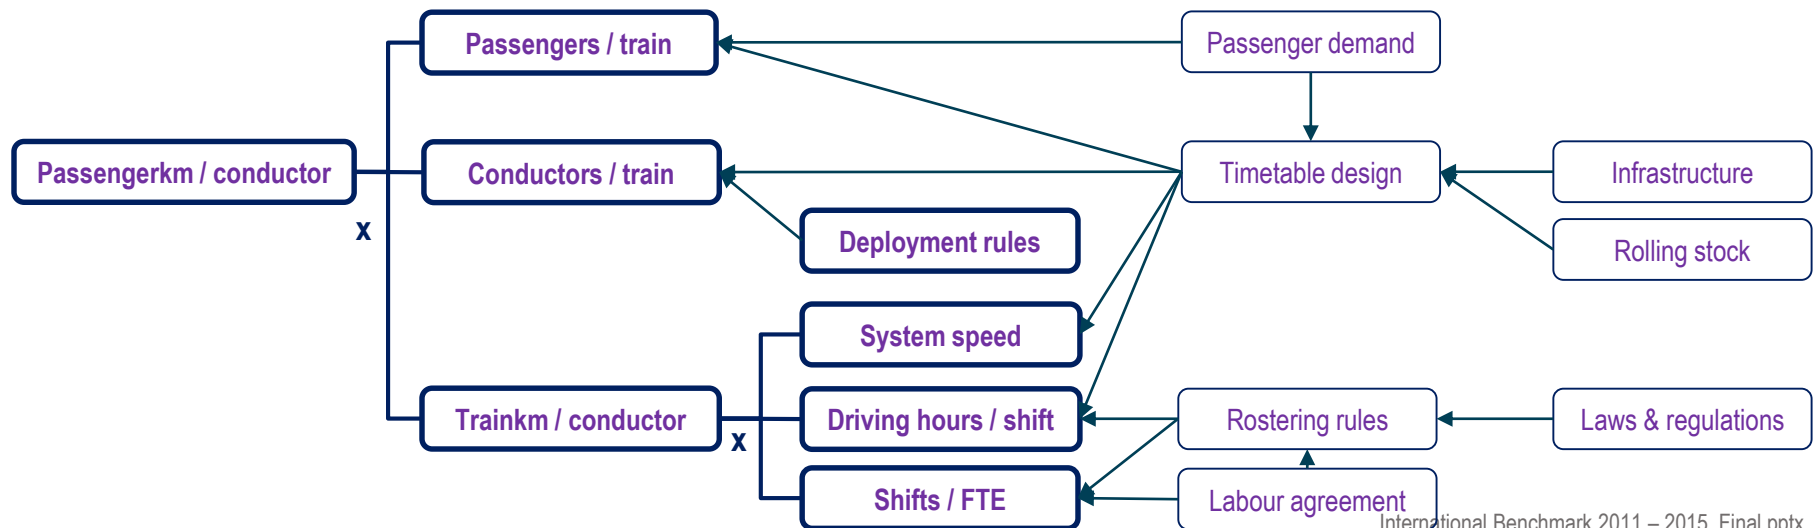 Passengers / train
Passenger demand
Passengerkm / conductor
Conductors / train
Timetable design
Infrastructure
x
Deployment rules
Rolling stock
System speed
Trainkm / conductor
Driving hours / shift
Rostering rules
Laws & regulations
x
Shifts / FTE
Labour agreement
International Benchmark 2011 – 2015 Final.pptx